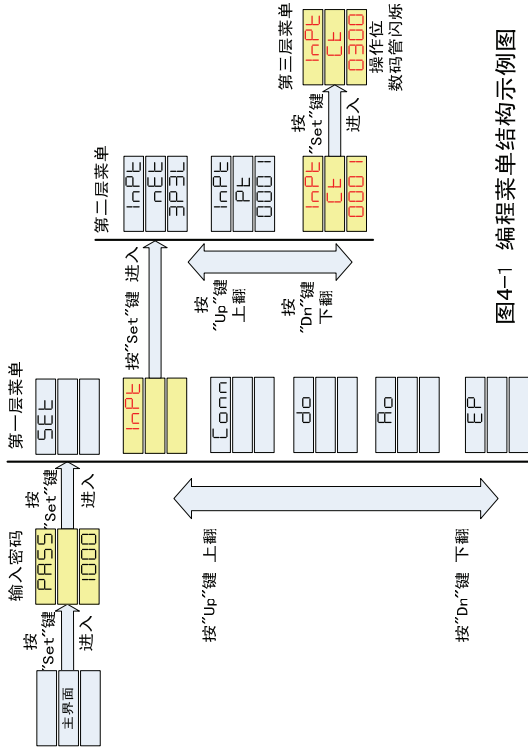 主界面
按
"Set"键
进入
输入密码
PASS
1000
按
"Set"键
进入
第一层菜单
SEt
InPt
Conn
do
Ao
EP
按"Up"键 上翻
按"Dn"键 下翻
按"Set"键 进入
第二层菜单
InPt
nEt
3P3L
InPt
Pt
0001
InPt
Ct
0001
按
"Up"键
上翻
按
"Dn"键
下翻
按
"Set"键
进入
第三层菜单
InPt
Ct
0300
操作位
数码管闪烁
图4-1 编程菜单结构示例图